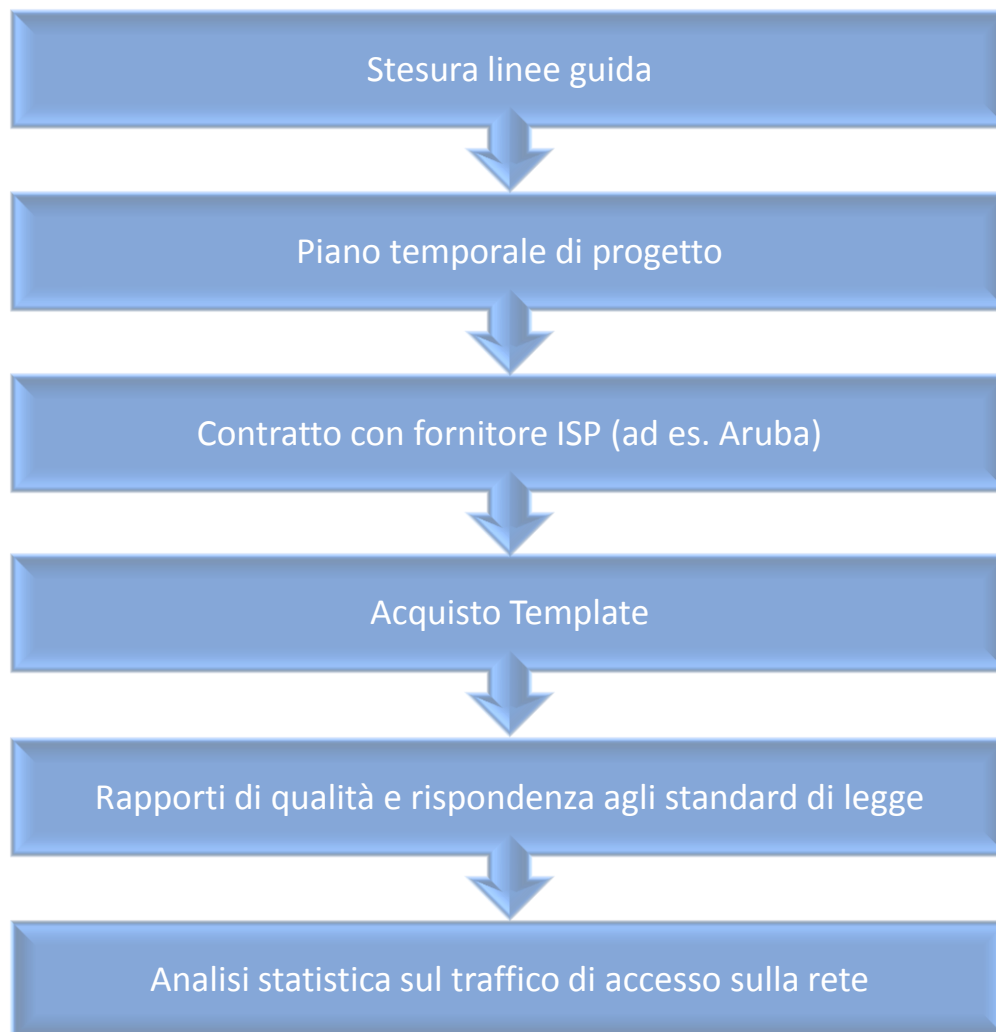 Stesura linee guida
Piano temporale di progetto
Contratto con fornitore ISP (ad es. Aruba)
Acquisto Template
Rapporti di qualità e rispondenza agli standard di legge
Analisi statistica sul traffico di accesso sulla rete